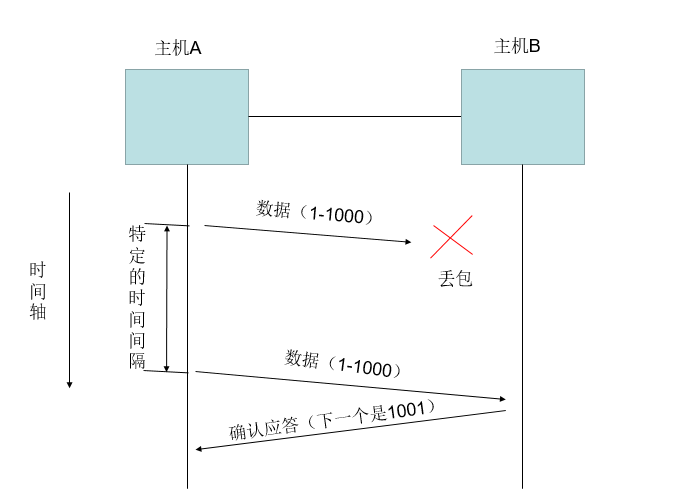 主机A
主机B
数据（1-1000）
丢包
特定的时间间隔
时间轴
数据（1-1000）
确认应答（下一个是1001）